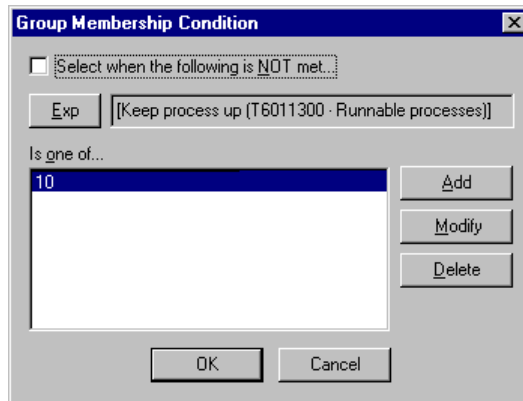 Group Membership Condition
Select when the following is NOT met...
Exp
[Keep process up (T6011300 - Runnable processes)]
Is one of...
10
Add
Modify
Delete
OK
Cancel